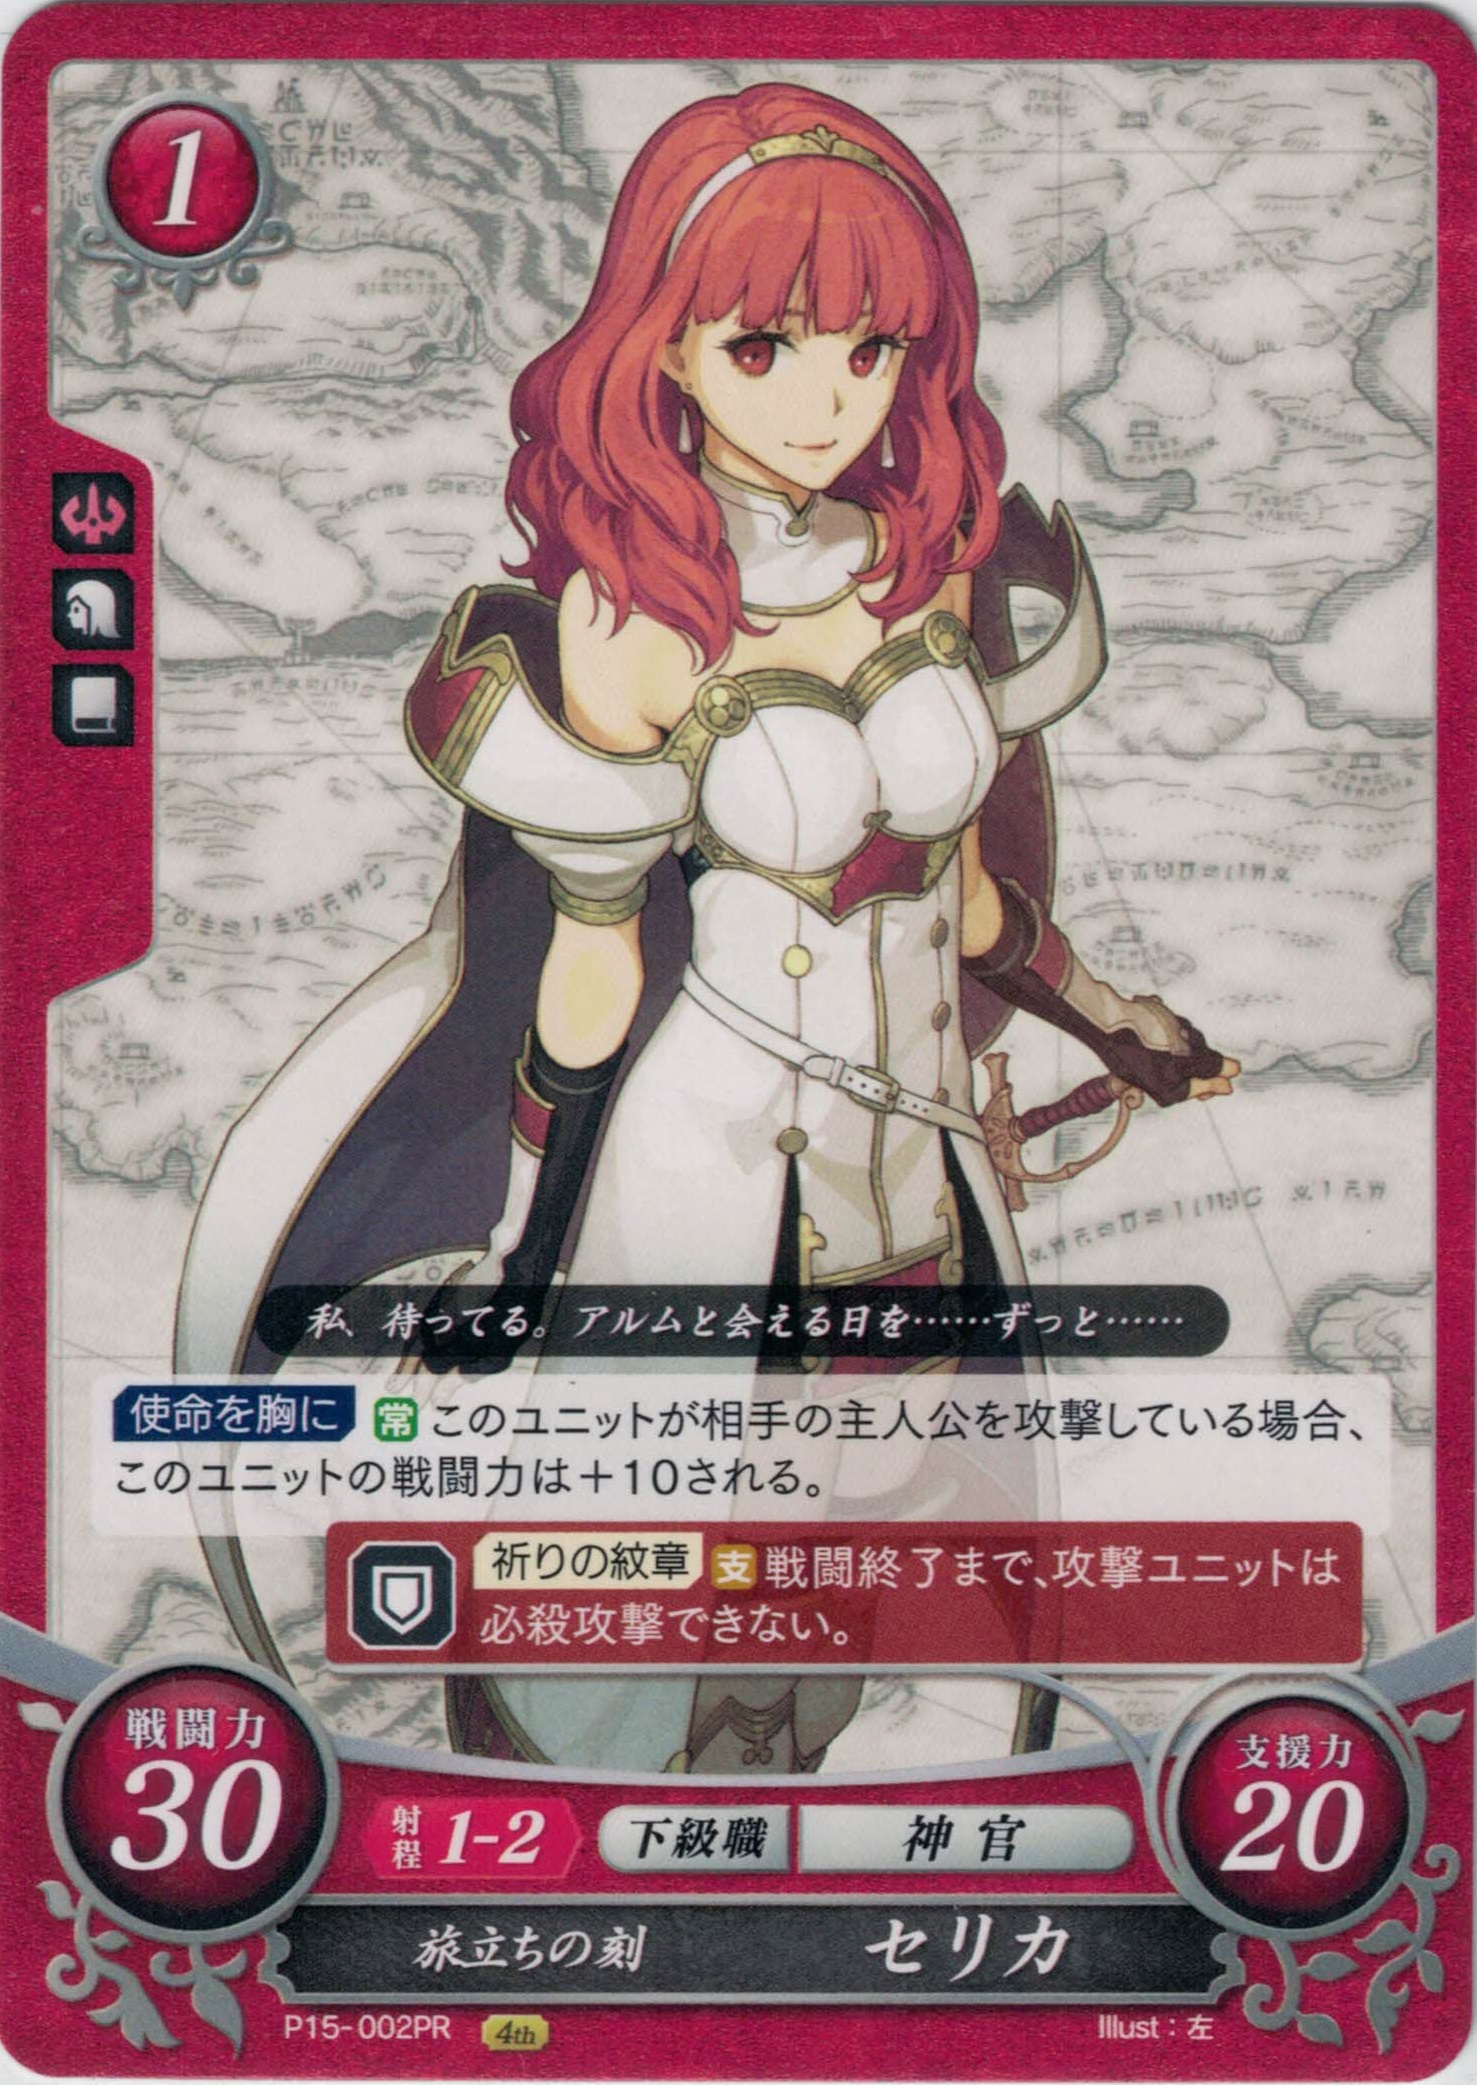 1
私、待ってる。アルムと会える日を……ずっと……
使命を胸に 常 このユニットが相手の主人公を攻撃している場合、
このユニットの戦闘力は＋10される。
祈りの紋章 支 戦闘終了まで、攻撃ユニットは
必殺攻撃できない。
戦闘力
30
射程 1-2
下級職
神官
支援力
20
旅立ちの刻
セリカ
P15-002PR
4th
Illust：左